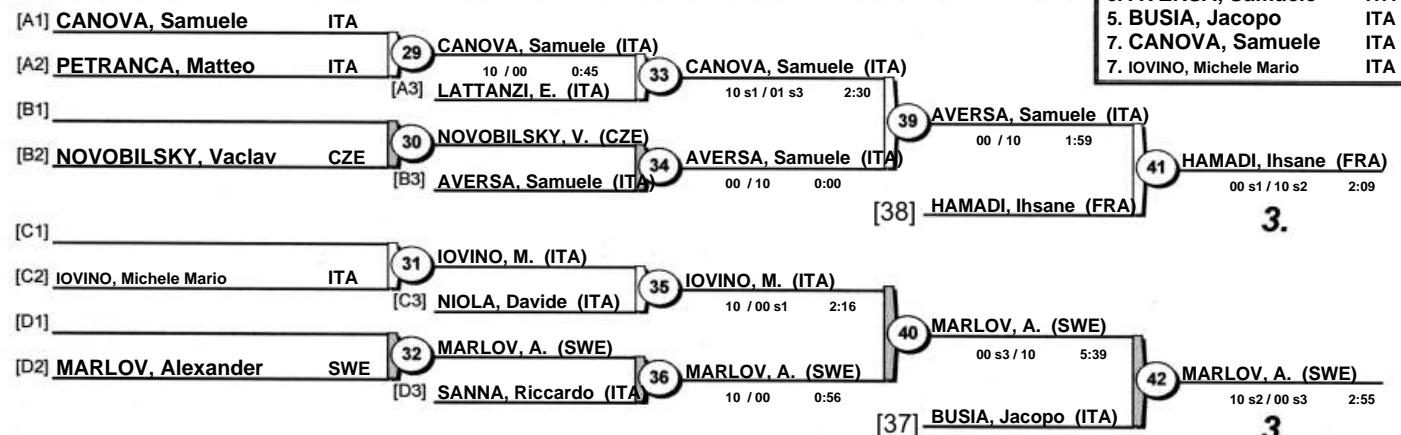 5. AVERSA, Samuele ITA
5. BUSIA, Jacopo ITA
7. CANOVA, Samuele ITA
7. IOVINO, Michele Mario ITA
[A1] CANOVA, Samuele ITA
29 CANOVA, Samuele (ITA)
[A2] PETRANCA, Matteo ITA
10 / 00 0:45
33 CANOVA, Samuele (ITA)
[A3] LATTANZI, E. (ITA)
10 s1 / 01 s3 2:30
[B1]
39 AVERSA, Samuele (ITA)
30 NOVOBILSKY, V. (CZE)
00 / 10 1:59
[B2] NOVOBILSKY, Vaclav CZE
34 AVERSA, Samuele (ITA)
41 HAMADI, Ihsane (FRA)
[B3] AVERSA, Samuele (ITA)
00 / 10 0:00
00 s1 / 10 s2 2:09
[38] HAMADI, Ihsane (FRA)
3.
[C1]
31 IOVINO, M. (ITA)
[C2] IOVINO, Michele Mario ITA
35 IOVINO, M. (ITA)
[C3] NIOLA, Davide (ITA)
10 / 00 s1 2:16
[D1]
40 MARLOV, A. (SWE)
32 MARLOV, A. (SWE)
00 s3 / 10 5:39
[D2] MARLOV, Alexander SWE
36 MARLOV, A. (SWE)
42 MARLOV, A. (SWE)
[D3] SANNA, Riccardo (ITA)
10 / 00 0:56
10 s2 / 00 s3 2:55
[37] BUSIA, Jacopo (ITA)
3